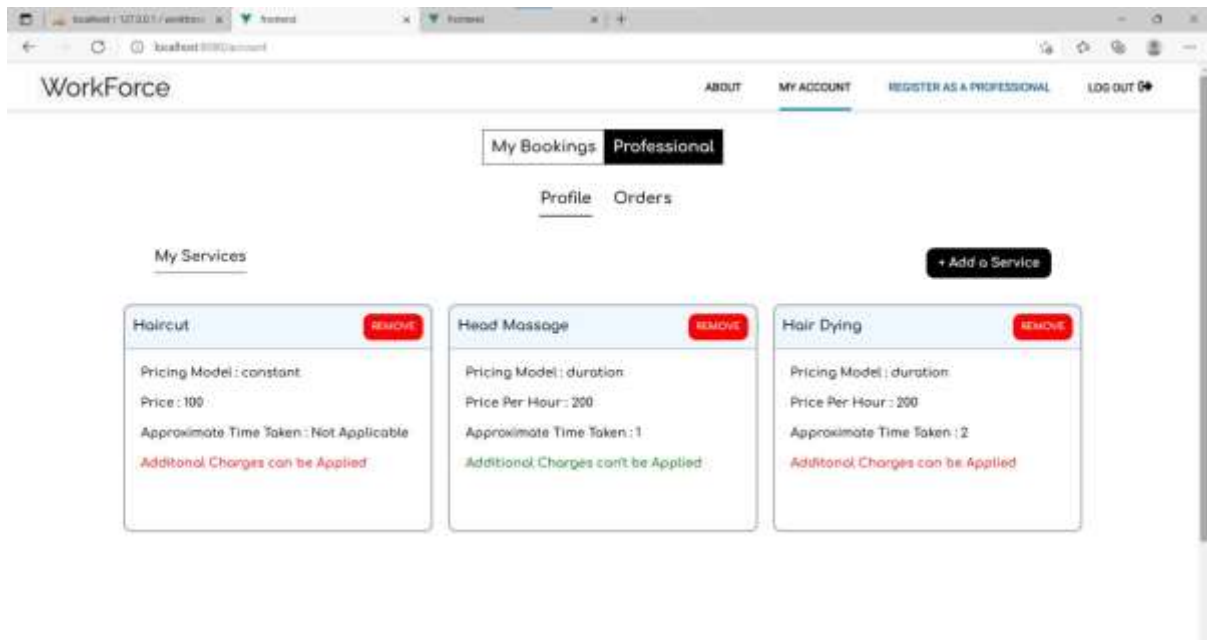 frontend
frontend
WorkForce
ABOUT
MY ACCOUNT
REGISTER AS A PROFESSIONAL
LOG OUT
My Bookings
Professional
Profile
Orders
My Services
+ Add a Service
Haircut
REMOVE
Pricing Model : constant
Price : 100
Approximate Time Taken : Not Applicable
Additonal Charges can be Applied
Head Massage
REMOVE
Pricing Model : duration
Price Per Hour : 200
Approximate Time Taken : 1
Additional Charges can't be Applied
Hair Dying
REMOVE
Pricing Model : duration
Price Per Hour : 200
Approximate Time Taken : 2
Additonal Charges can be Applied